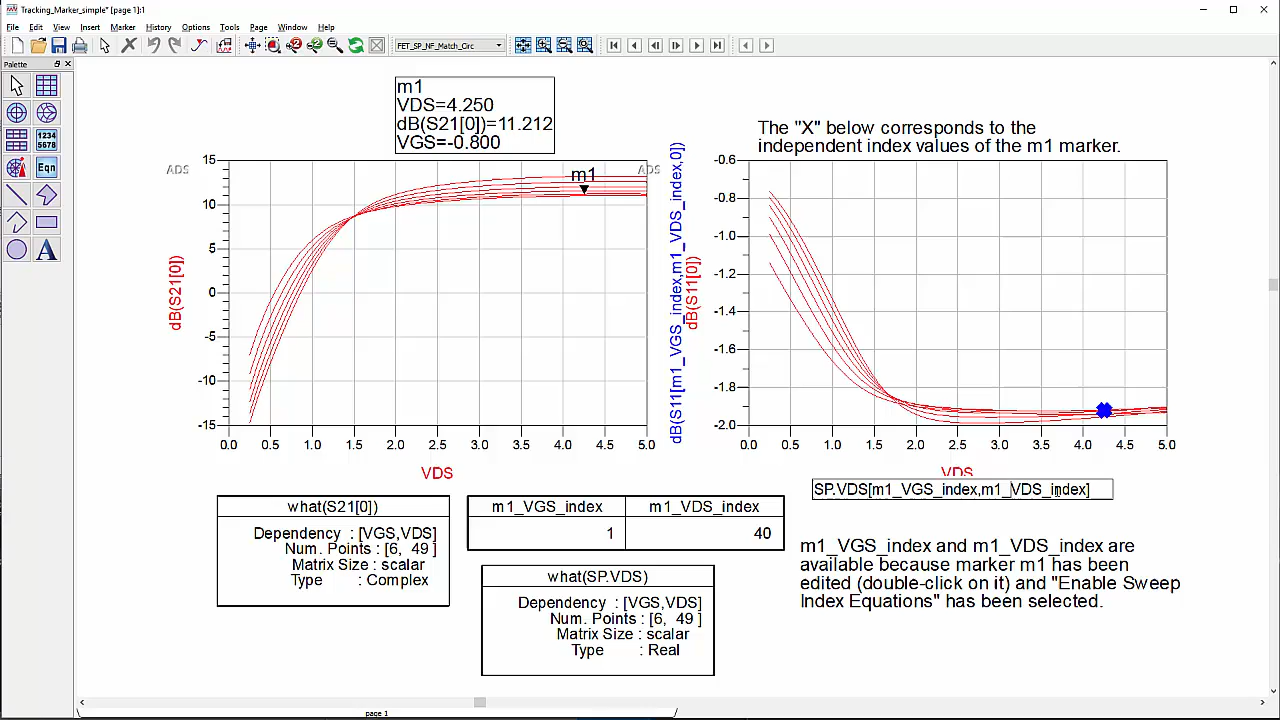 Tracking_Marker_simple* [page 1]:1
File Edit View Insert Marker History Options Tools Page Window Help
FET_SP_NF_Match_Circ
Palette
1234
5678
Eqn
A
m1
VDS=4.250
dB(S21[0])=11.212
VGS=-0.800
ADS
ADS
m1
15
10
5
0
-5
-10
-15
0.0 0.5 1.0 1.5 2.0 2.5 3.0 3.5 4.0 4.5 5.0
VDS
dB(S21[0])
The "X" below corresponds to the
independent index values of the m1 marker.
dB(S11[m1_VGS_index,m1_VDS_index,0])
dB(S11[0])
-0.6
-0.8
-1.0
-1.2
-1.4
-1.6
-1.8
-2.0
0.0 0.5 1.0 1.5 2.0 2.5 3.0 3.5 4.0 4.5 5.0
VDS
SP.VDS[m1_VGS_index,m1_VDS_index]
what(S21[0])
Dependency : [VGS,VDS]
Num. Points : [6, 49 ]
Matrix Size : scalar
Type : Complex
m1_VGS_index m1_VDS_index
1 40
what(SP.VDS)
Dependency : [VGS,VDS]
Num. Points : [6, 49 ]
Matrix Size : scalar
Type : Real
m1_VGS_index and m1_VDS_index are
available because marker m1 has been
edited (double-click on it) and "Enable Sweep
Index Equations" has been selected.
page 1